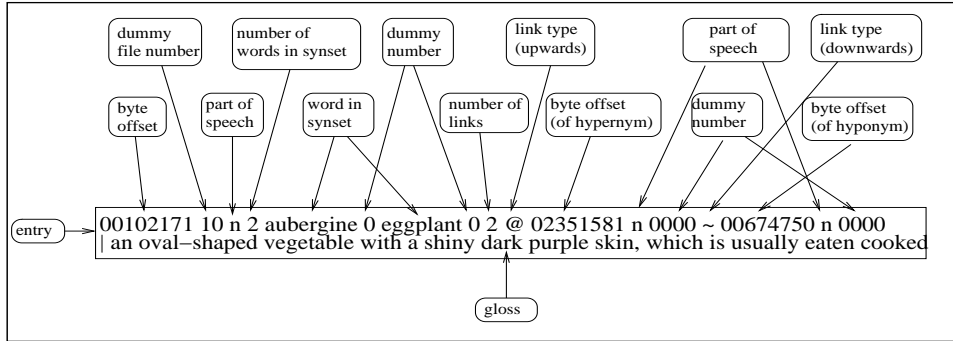 dummy
file number
number of
words in synset
dummy
number
link type
(upwards)
part of
speech
link type
(downwards)
byte
offset
part of
speech
word in
synset
number of
links
byte offset
(of hypernym)
dummy
number
byte offset
(of hyponym)
entry
00102171 10 n 2 aubergine 0 eggplant 0 2 @ 02351581 n 0000 ~ 00674750 n 0000
| an oval−shaped vegetable with a shiny dark purple skin, which is usually eaten cooked
gloss